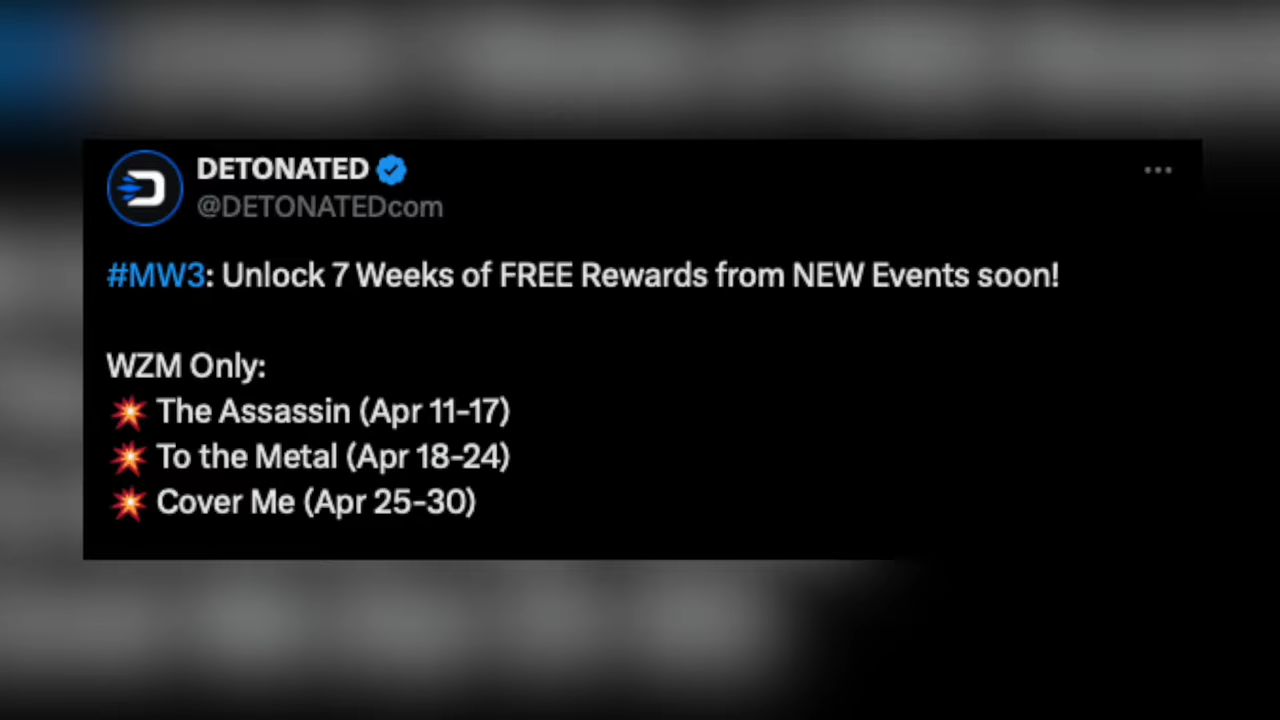 DETONATED
@DETONATEDcom
#MW3: Unlock 7 Weeks of FREE Rewards from NEW Events soon!
WZM Only:
💥 The Assassin (Apr 11-17)
💥 To the Metal (Apr 18-24)
💥 Cover Me (Apr 25-30)